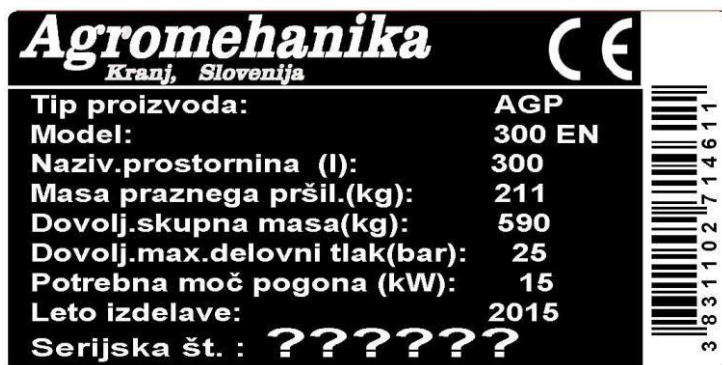 Agromehanika
Kranj, Slovenija
CE
Tip proizvoda: AGP
Model: 300 EN
Naziv.prostornina (l): 300
Masa praznega pršil.(kg): 211
Dovolj.skupna masa(kg): 590
Dovolj.max.delovni tlak(bar): 25
Potrebna moč pogona (kW): 15
Leto izdelave: 2015
Serijska št. : ??????
3831102714611